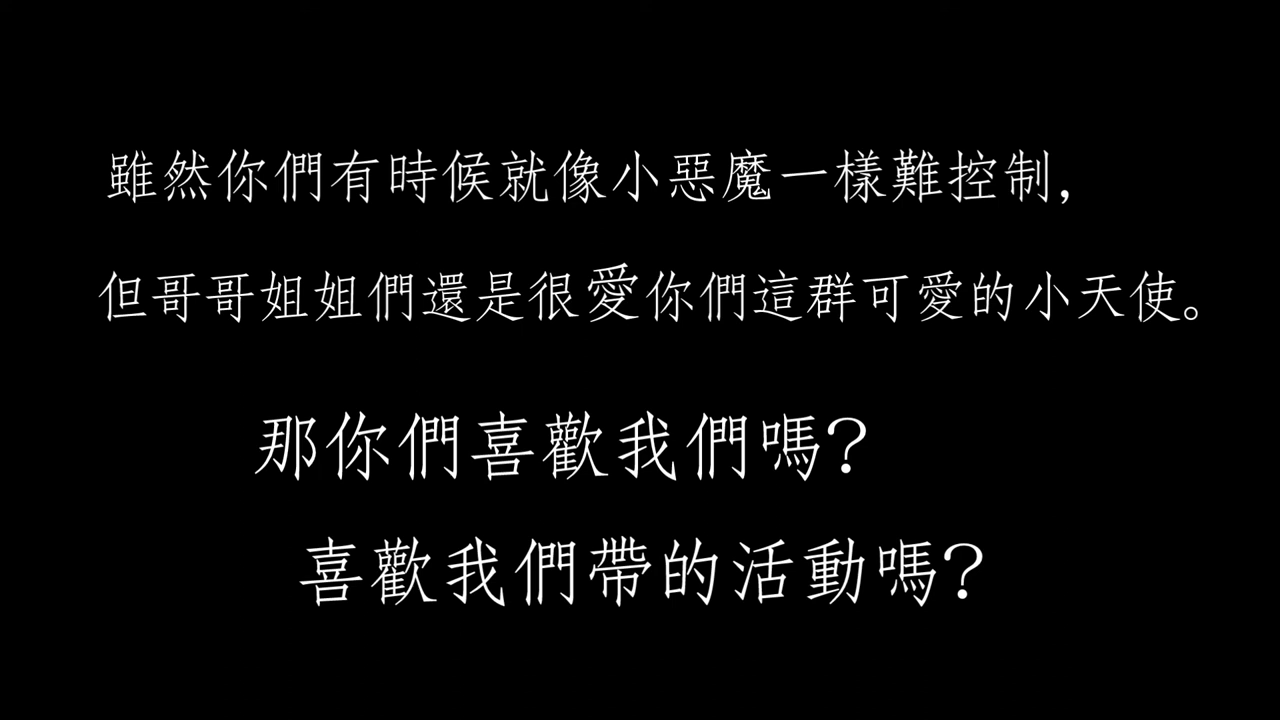 雖然你們有時候就像小惡魔一樣難控制,
但哥哥姐姐們還是很愛你們這群可愛的小天使。
那你們喜歡我們嗎?
喜歡我們帶的活動嗎?